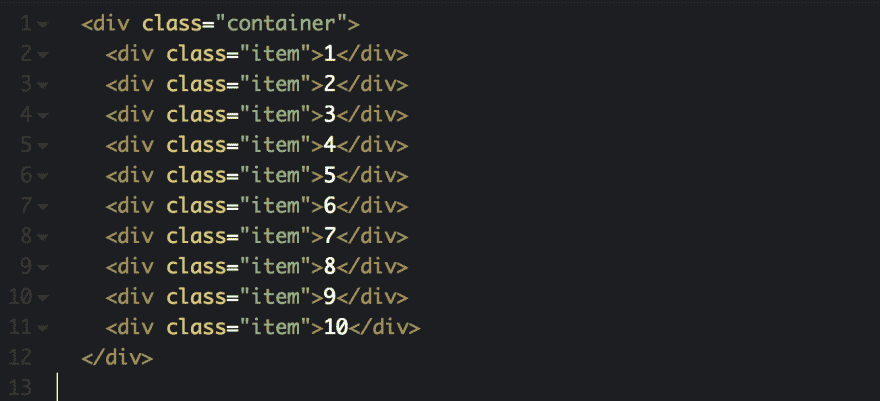 1 <div class="container">
2 <div class="item">1</div>
3 <div class="item">2</div>
4 <div class="item">3</div>
5 <div class="item">4</div>
6 <div class="item">5</div>
7 <div class="item">6</div>
8 <div class="item">7</div>
9 <div class="item">8</div>
10 <div class="item">9</div>
11 <div class="item">10</div>
12 </div>
13